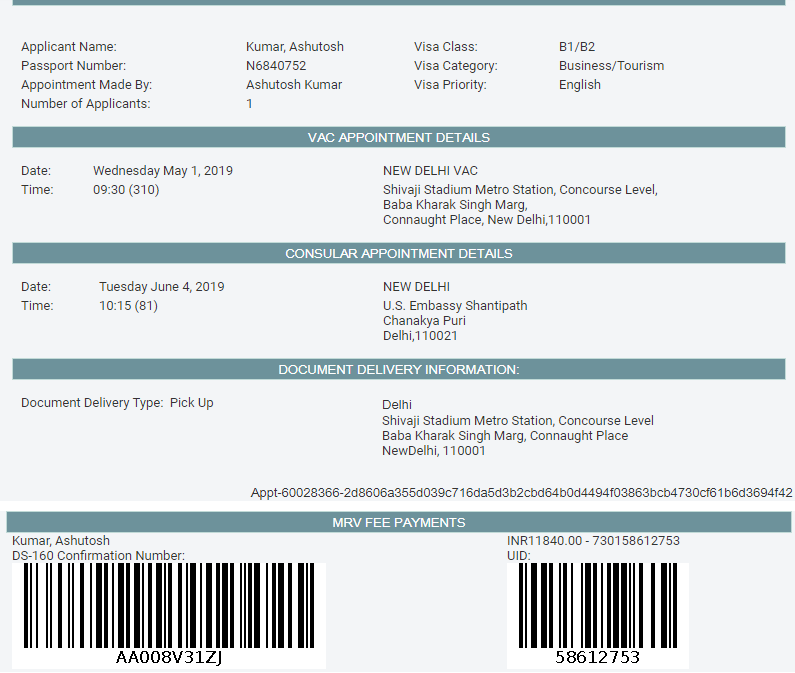 Applicant Name: Kumar, Ashutosh Visa Class: B1/B2
Passport Number: N6840752 Visa Category: Business/Tourism
Appointment Made By: Ashutosh Kumar Visa Priority: English
Number of Applicants: 1
VAC APPOINTMENT DETAILS
Date: Wednesday May 1, 2019 NEW DELHI VAC
Time: 09:30 (310) Shivaji Stadium Metro Station, Concourse Level,
Baba Kharak Singh Marg,
Connaught Place, New Delhi,110001
CONSULAR APPOINTMENT DETAILS
Date: Tuesday June 4, 2019 NEW DELHI
Time: 10:15 (81) U.S. Embassy Shantipath
Chanakya Puri
Delhi,110021
DOCUMENT DELIVERY INFORMATION:
Document Delivery Type: Pick Up Delhi
Shivaji Stadium Metro Station, Concourse Level
Baba Kharak Singh Marg, Connaught Place
NewDelhi, 110001
Appt-60028366-2d8606a355d039c716da5d3b2cbd64b0d4494f03863bcb4730cf61b6d3694f42
MRV FEE PAYMENTS
Kumar, Ashutosh INR11840.00 - 730158612753
DS-160 Confirmation Number: UID:
AA008V31ZJ 58612753